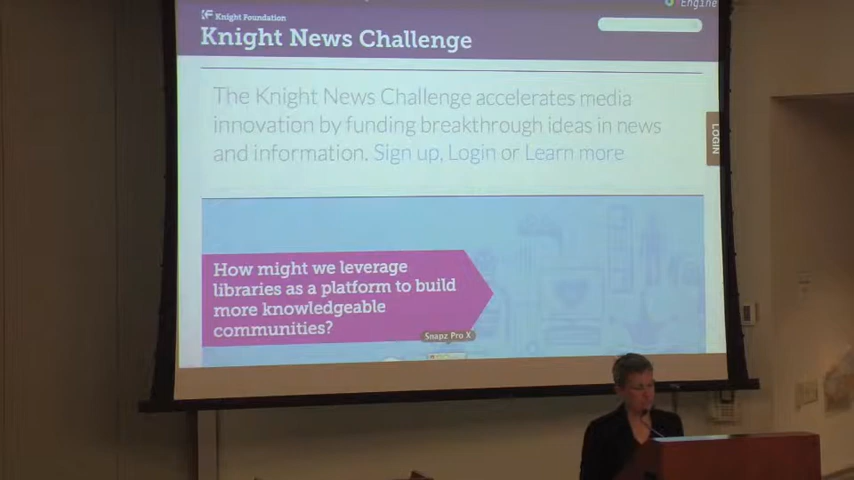 Engine
Knight Foundation
Knight News Challenge
The Knight News Challenge accelerates media
innovation by funding breakthrough ideas in news
and information. Sign up, Login or Learn more
LOGIN
How might we leverage
libraries as a platform to build
more knowledgeable
communities?
Snapz Pro X